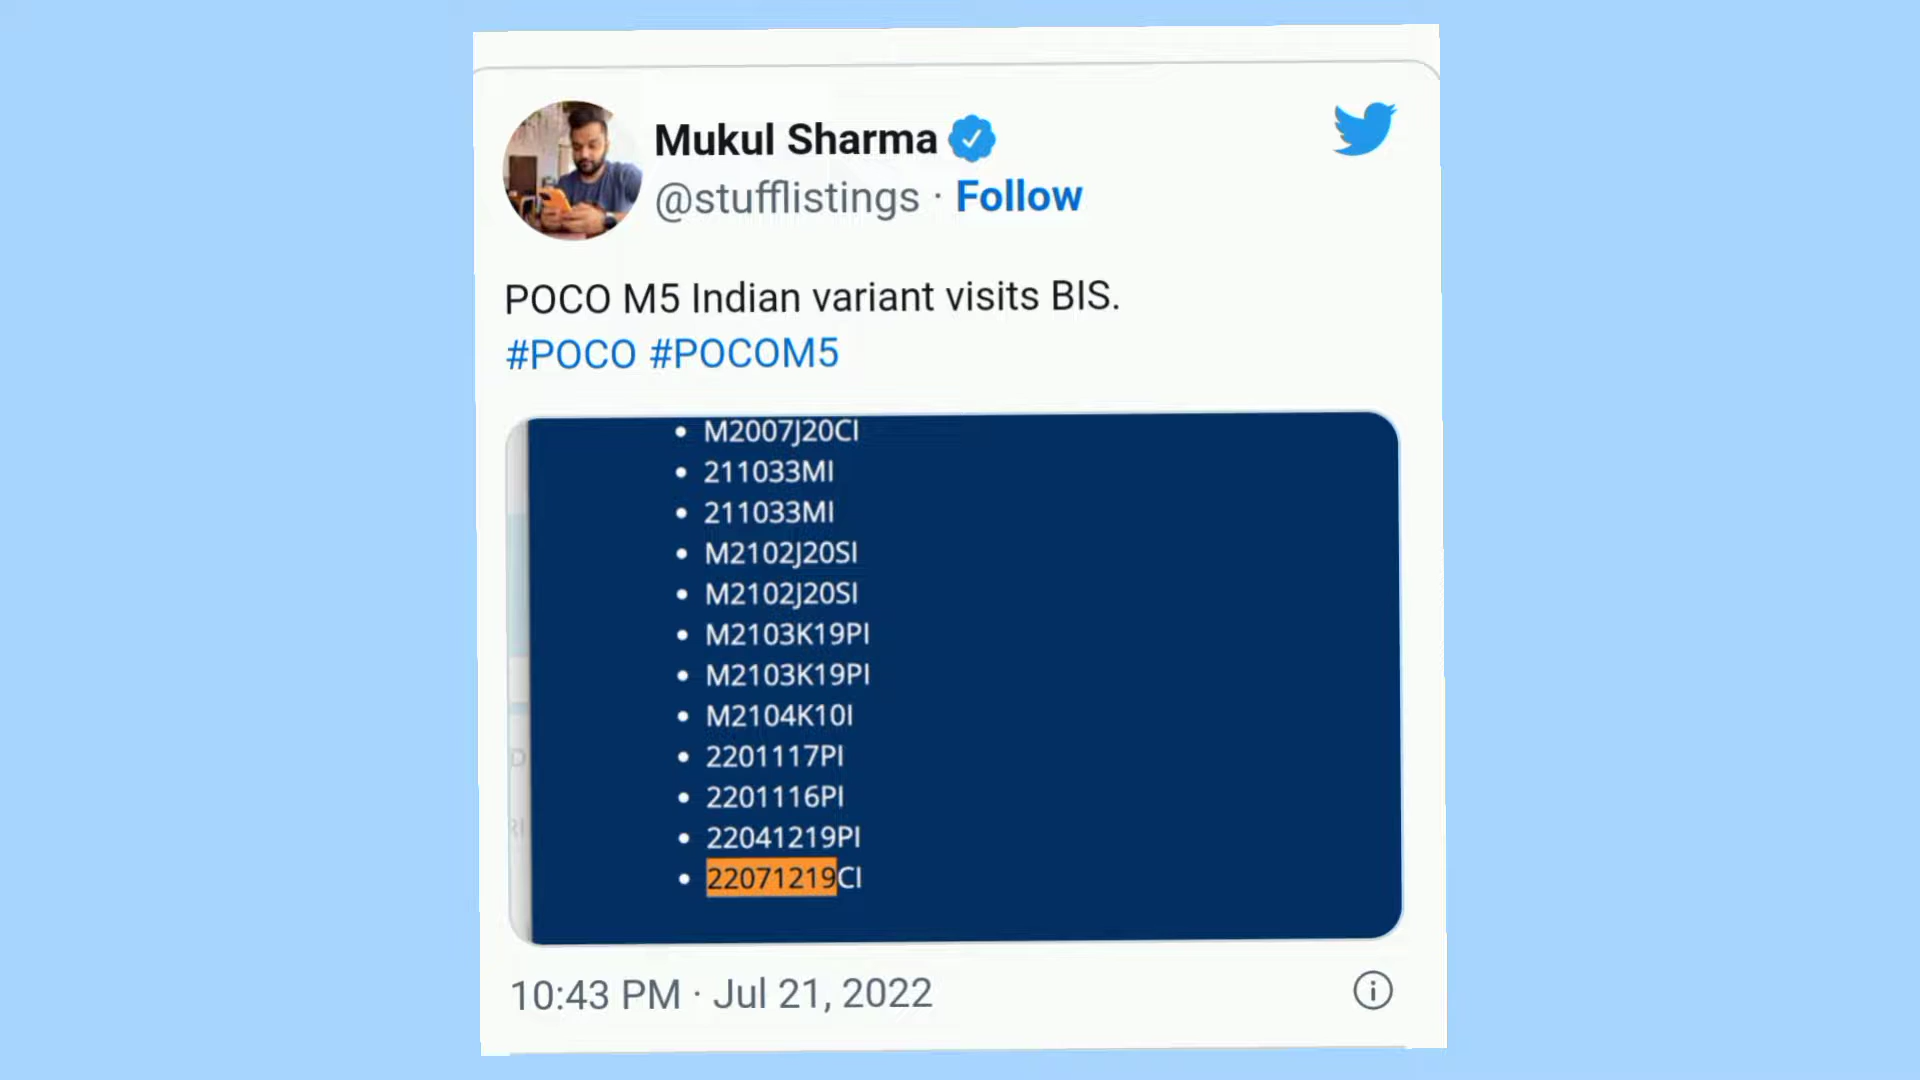 Mukul Sharma
@stufflistings · Follow
POCO M5 Indian variant visits BIS.
#POCO #POCOM5
• M2007J20CI
• 211033MI
• 211033MI
• M2102J20SI
• M2102J20SI
• M2103K19PI
• M2103K19PI
• M2104K10I
• 2201117PI
• 2201116PI
• 22041219PI
• 22071219CI
10:43 PM · Jul 21, 2022